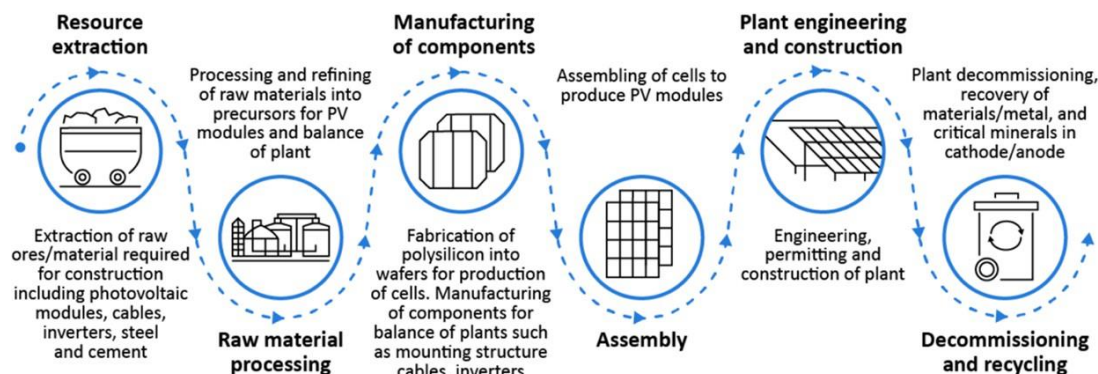 Resource
extraction
Extraction of raw
ores/material required
for construction
including photovoltaic
modules, cables,
inverters, steel
and cement
Processing and refining
of raw materials into
precursors for PV
modules and balance
of plant
Raw material
processing
Manufacturing
of components
Fabrication of
polysilicon into
wafers for production
of cells. Manufacturing
of components for
balance of plants such
as mounting structure
cables, inverters
Assembling of cells to
produce PV modules
Assembly
Plant engineering
and construction
Engineering,
permitting and
construction of plant
Plant decommissioning,
recovery of
materials/metal, and
critical minerals in
cathode/anode
Decommissioning
and recycling